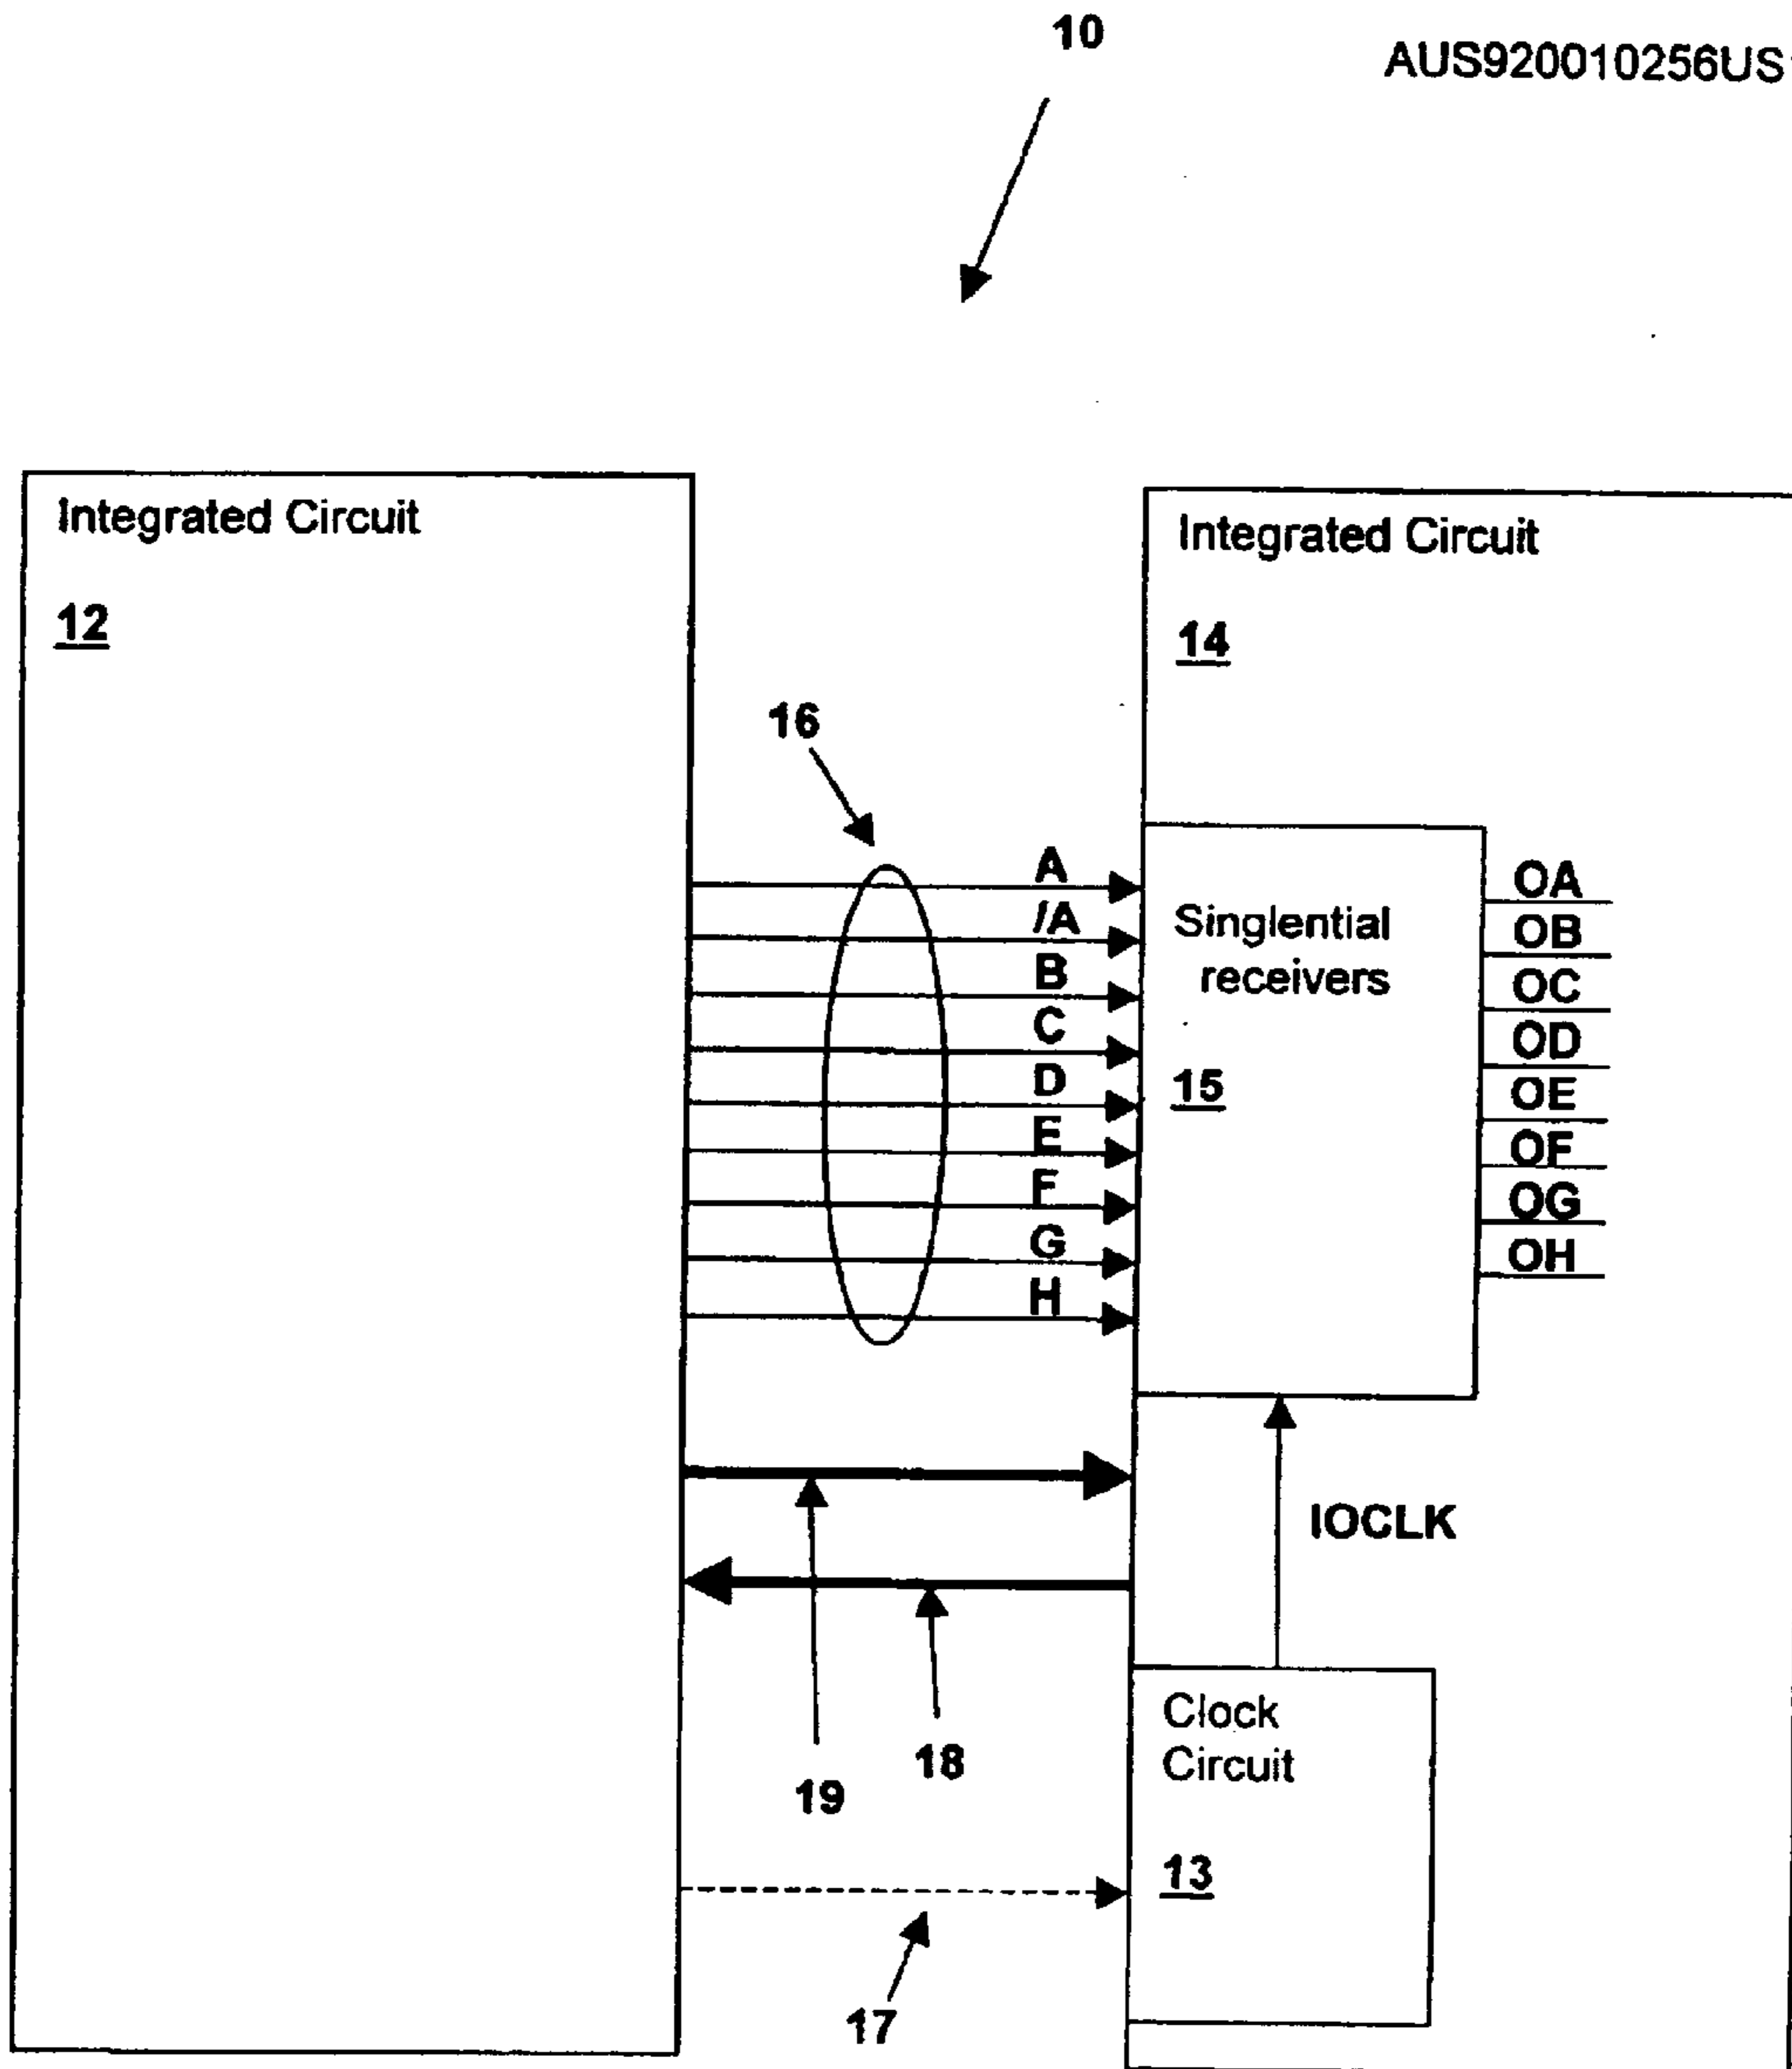 10
AUS920010256US
Integrated Circuit
12
Integrated Circuit
14
16
A
/A
B
C
D
E
F
G
H
Singlential
receivers
15
OA
OB
OC
OD
OE
OF
OG
OH
IOCLK
19
18
Clock
Circuit
13
17